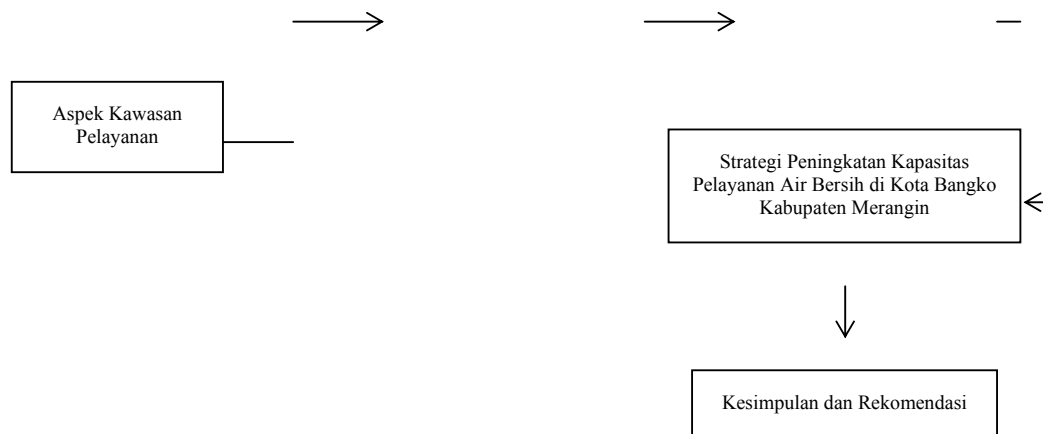 Aspek Kawasan
Pelayanan
Strategi Peningkatan Kapasitas
Pelayanan Air Bersih di Kota Bangko
Kabupaten Merangin
Kesimpulan dan Rekomendasi